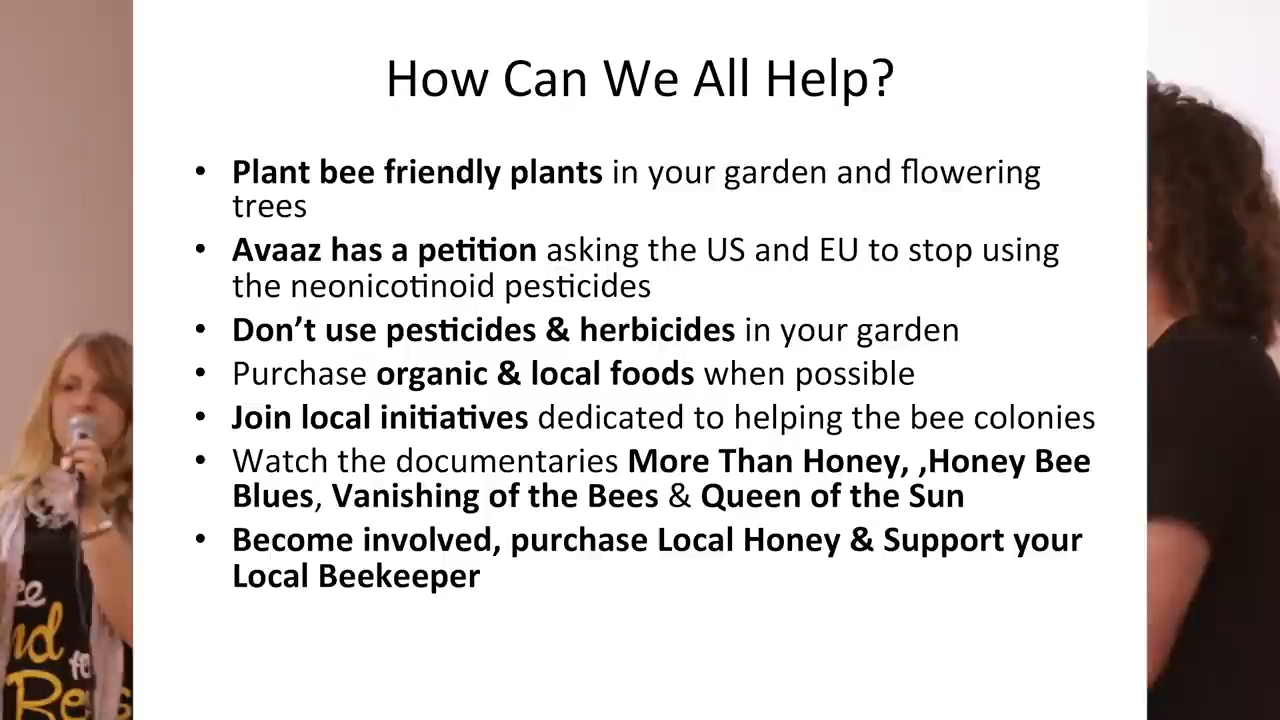 How Can We All Help?
• Plant bee friendly plants in your garden and flowering
trees
• Avaaz has a petition asking the US and EU to stop using
the neonicotinoid pesticides
• Don’t use pesticides & herbicides in your garden
• Purchase organic & local foods when possible
• Join local initiatives dedicated to helping the bee colonies
• Watch the documentaries More Than Honey, ,Honey Bee
Blues, Vanishing of the Bees & Queen of the Sun
• Become involved, purchase Local Honey & Support your
Local Beekeeper